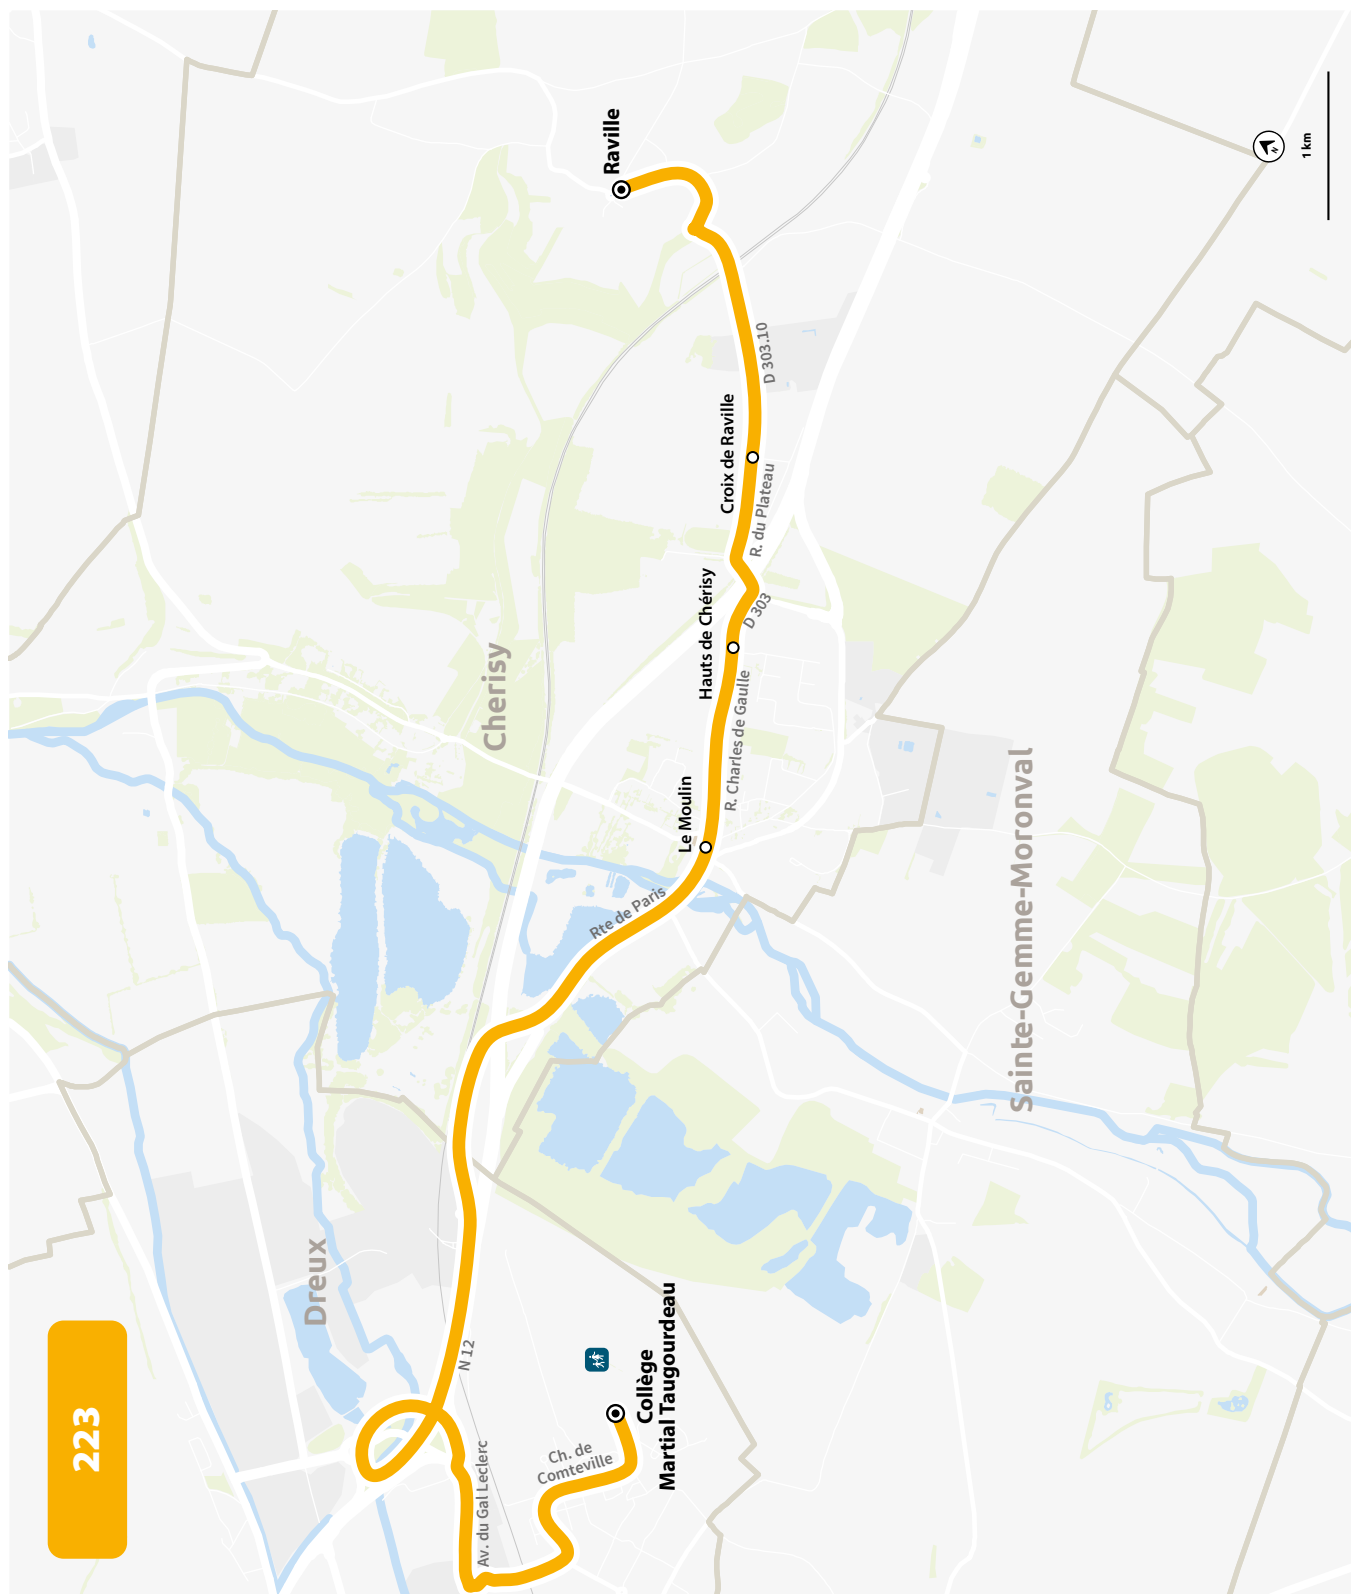 223
Dreux
N 12
Av. du Gal Leclerc
Ch. de
Comteville
Collège
Martial Taugourdeau
Cherisy
Rte de Paris
Le Moulin
R. Charles de Gaulle
Hauts de Chérisy
D 303
R. du Plateau
Croix de Raville
D 303.10
Raville
Sainte-Gemme-Moronval
N
1 km